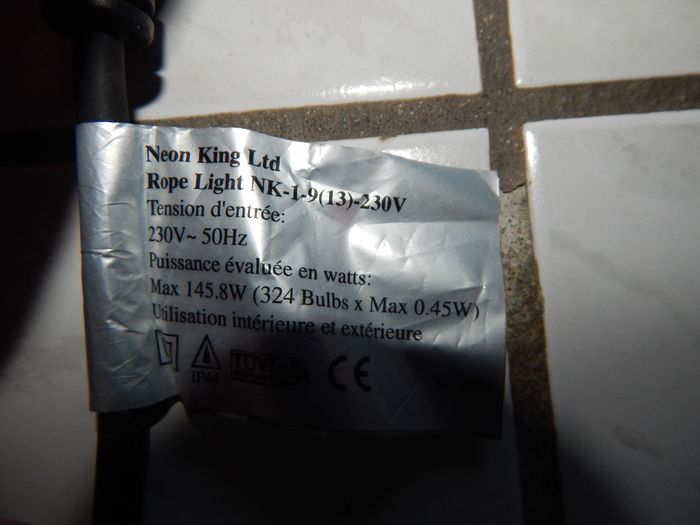 Neon King Ltd
Rope Light NK-1-9(13)-230V
Tension d'entrée:
230V~ 50Hz
Puissance évaluée en watts:
Max 145.8W (324 Bulbs x Max 0.45W)
Utilisation intérieure et extérieure
IP44 TÜV CE